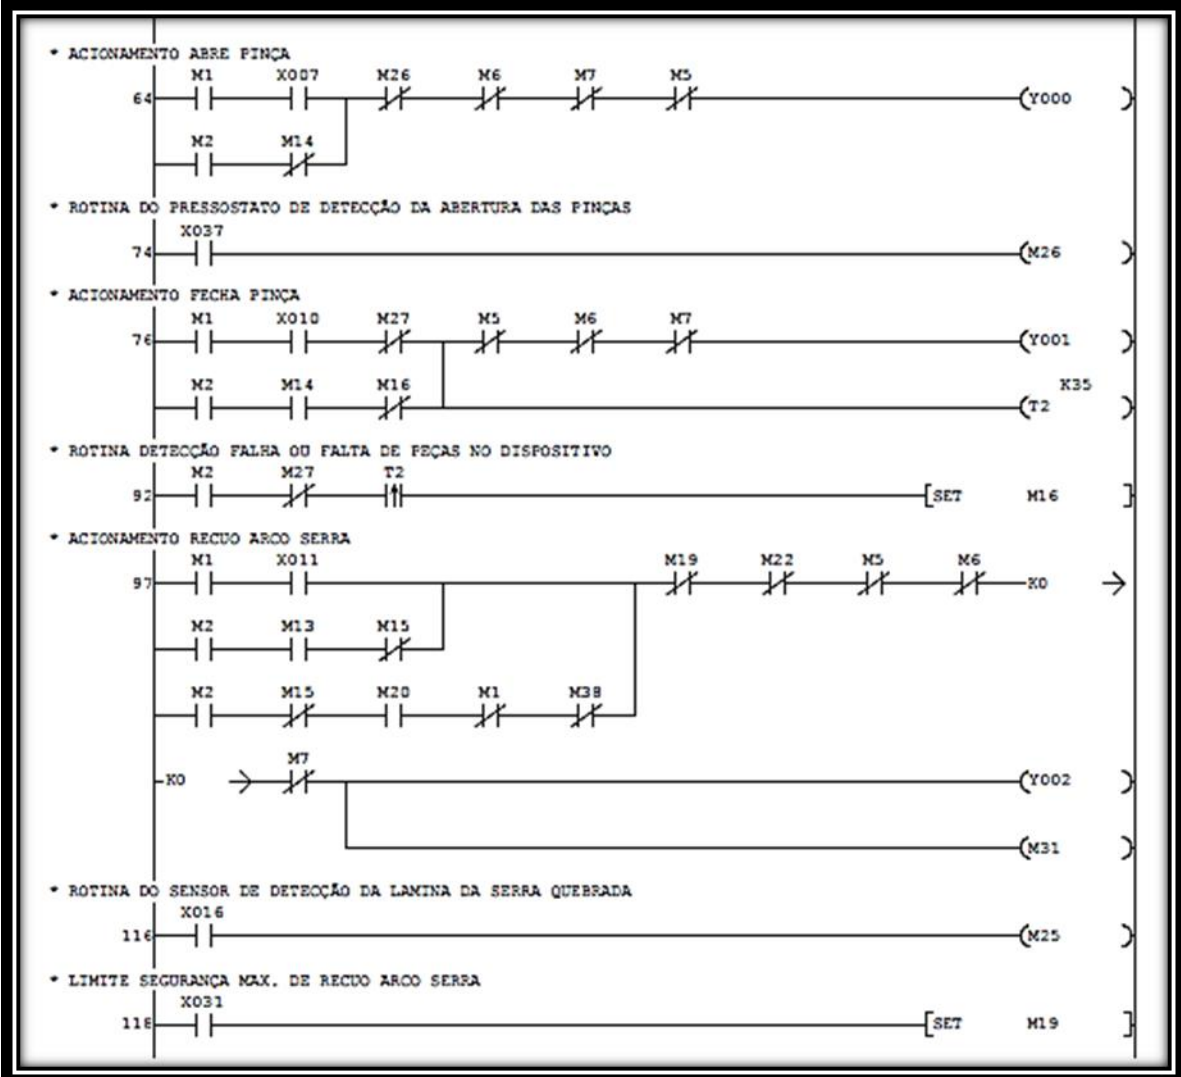 * ACIONAMENTO ABRE PINÇA
M1 X007 M26 M6 M7 M5
64 (Y000 )
M2 M14
* ROTINA DO PRESSOSTATO DE DETECÇÃO DA ABERTURA DAS PINÇAS
X037
74 (M26 )
* ACIONAMENTO FECHA PINÇA
M1 X010 M27 M5 M6 M7
76 (Y001 )
M2 M14 M16 K35
(T2 )
* ROTINA DETECÇÃO FALHA OU FALTA DE PEÇAS NO DISPOSITIVO
M2 M27 T2
92 [SET M16 ]
* ACIONAMENTO RECUO ARCO SERRA
M1 X011 M19 M22 M5 M6
97 K0
M2 M13 M15
M2 M15 M20 M1 M38
M7
K0 (Y002 )
(M31 )
* ROTINA DO SENSOR DE DETECÇÃO DA LAMINA DA SERRA QUEBRADA
X016
116 (M25 )
* LIMITE SEGURANÇA MAX. DE RECUO ARCO SERRA
X031
118 [SET M19 ]